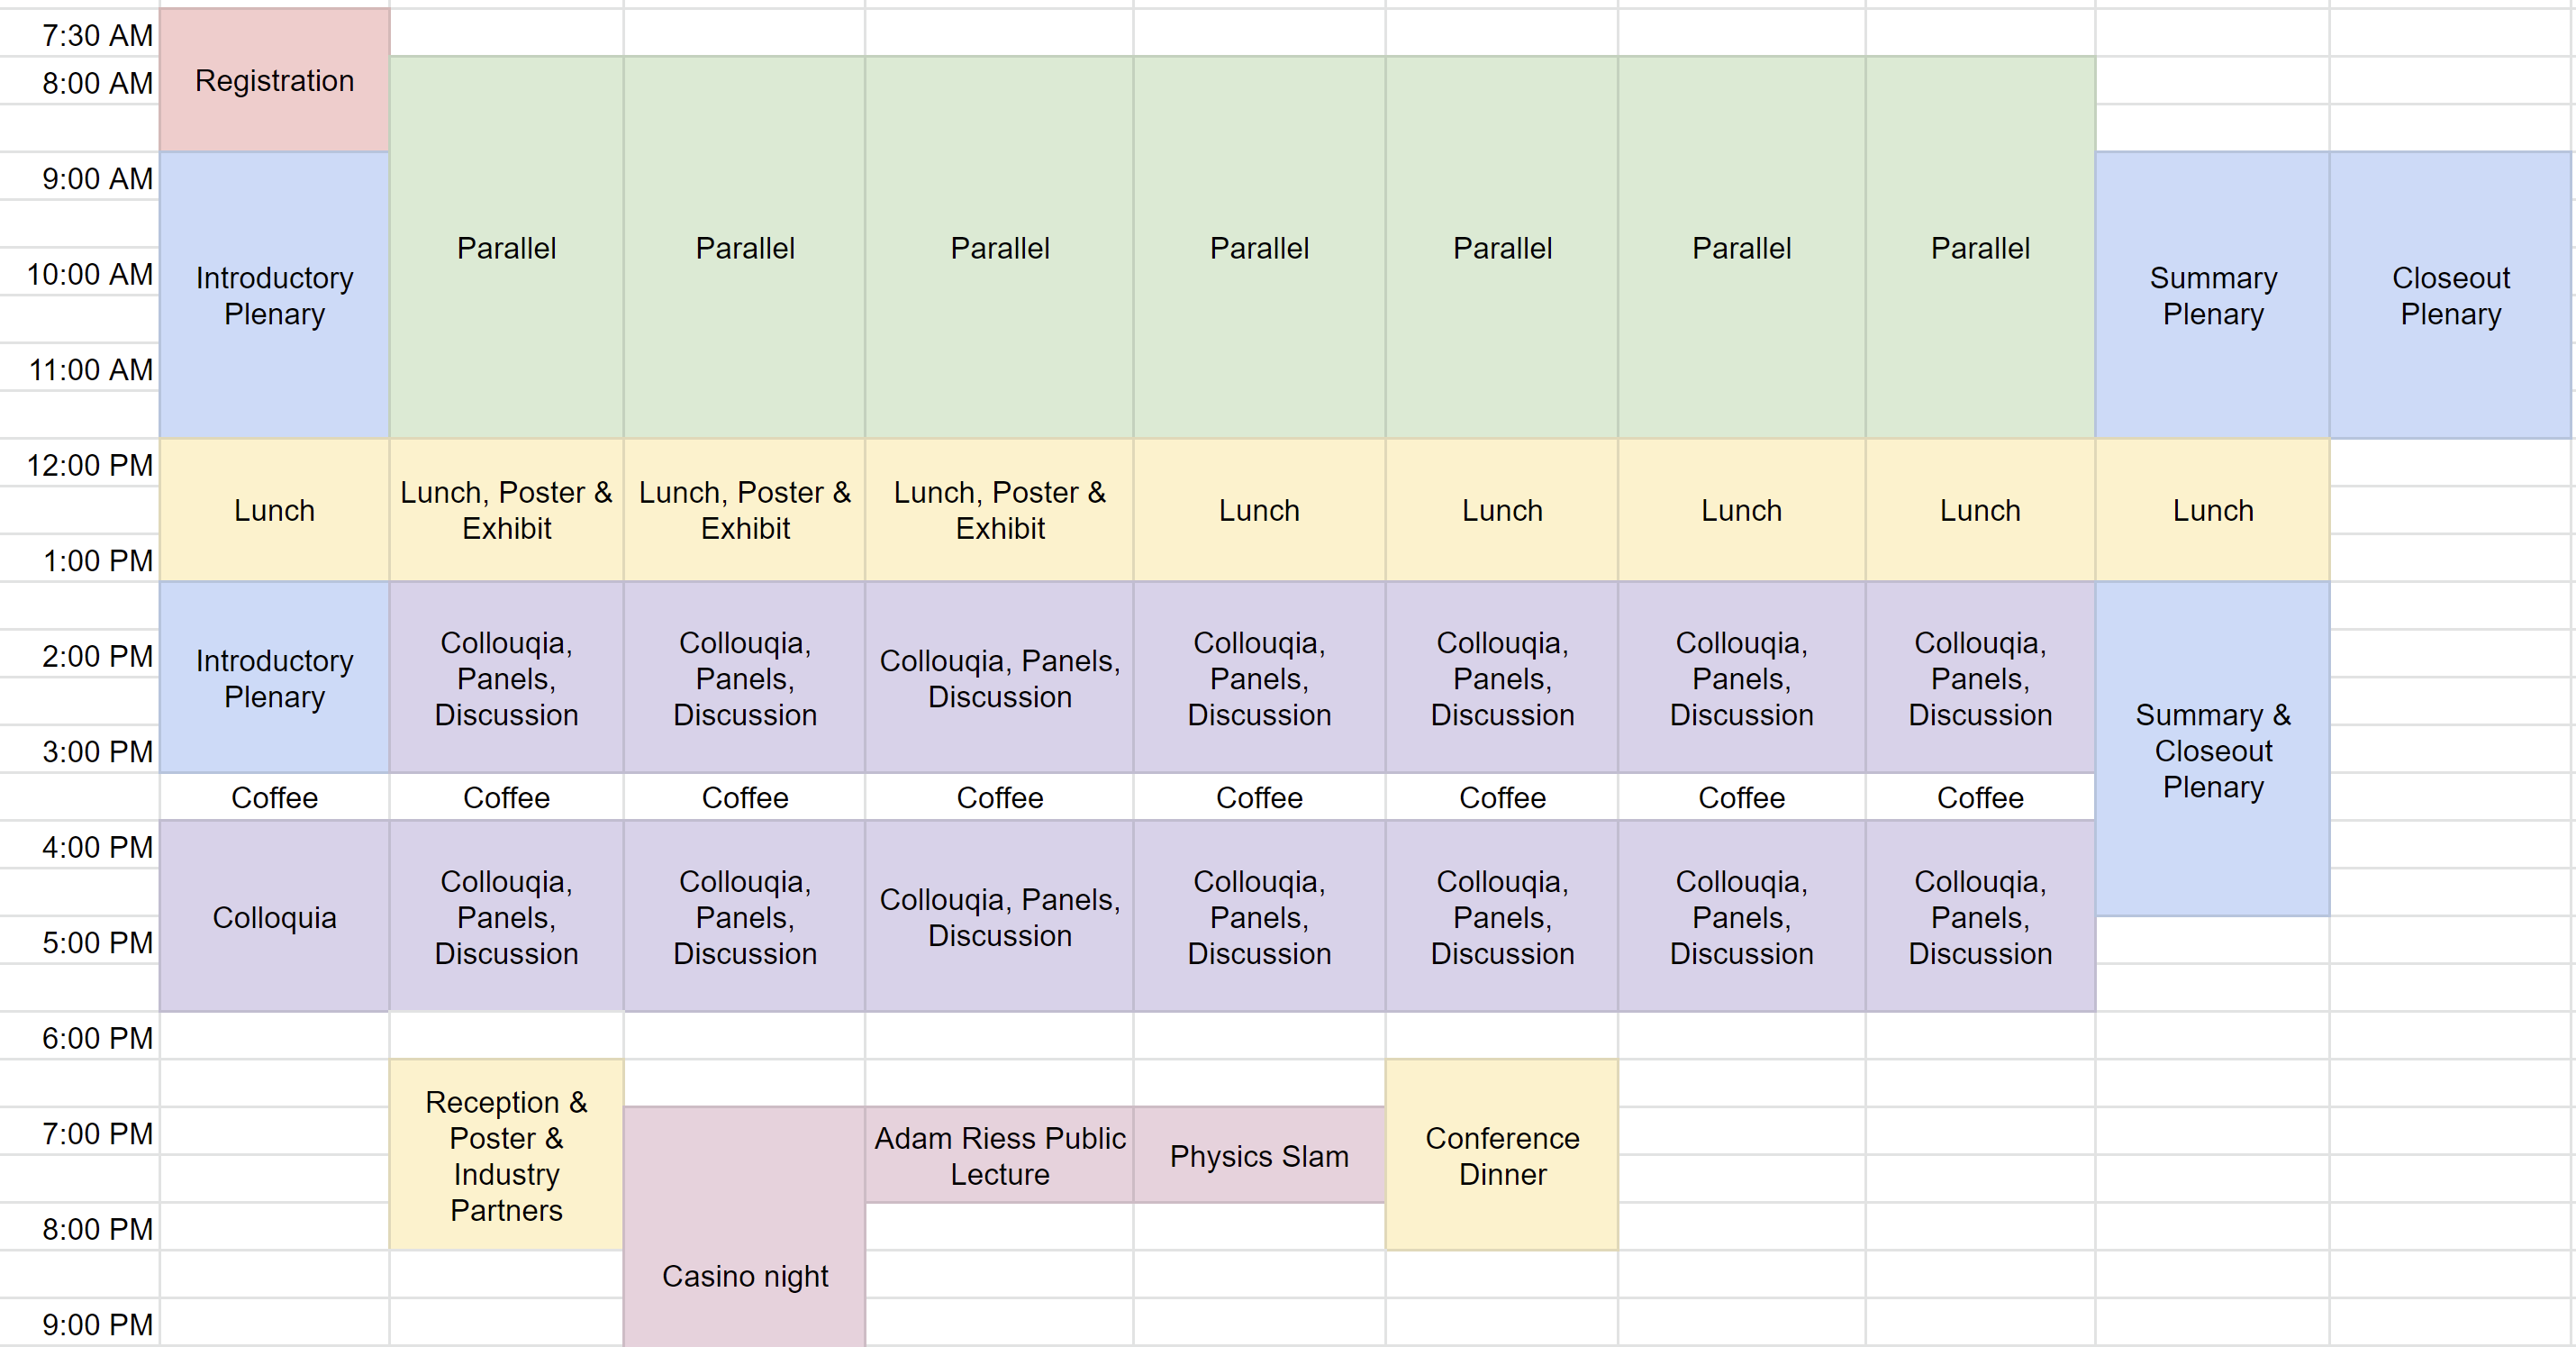 7:30 AM
Registration
8:00 AM
9:00 AM
Parallel
Parallel
Parallel
Parallel
Parallel
Parallel
Parallel
10:00 AM
Introductory
Plenary
Summary
Plenary
Closeout
Plenary
11:00 AM
12:00 PM
Lunch
Lunch, Poster &
Exhibit
Lunch, Poster &
Exhibit
Lunch, Poster &
Exhibit
Lunch
Lunch
Lunch
Lunch
Lunch
1:00 PM
2:00 PM
Introductory
Plenary
Collouqia,
Panels,
Discussion
Collouqia,
Panels,
Discussion
Collouqia, Panels,
Discussion
Collouqia,
Panels,
Discussion
Collouqia,
Panels,
Discussion
Collouqia,
Panels,
Discussion
Collouqia,
Panels,
Discussion
Summary &
Closeout
Plenary
3:00 PM
Coffee
Coffee
Coffee
Coffee
Coffee
Coffee
Coffee
Coffee
4:00 PM
Colloquia
Collouqia,
Panels,
Discussion
Collouqia,
Panels,
Discussion
Collouqia, Panels,
Discussion
Collouqia,
Panels,
Discussion
Collouqia,
Panels,
Discussion
Collouqia,
Panels,
Discussion
Collouqia,
Panels,
Discussion
5:00 PM
6:00 PM
Reception &
Poster &
Industry
Partners
7:00 PM
Adam Riess Public
Lecture
Physics Slam
Conference
Dinner
8:00 PM
Casino night
9:00 PM